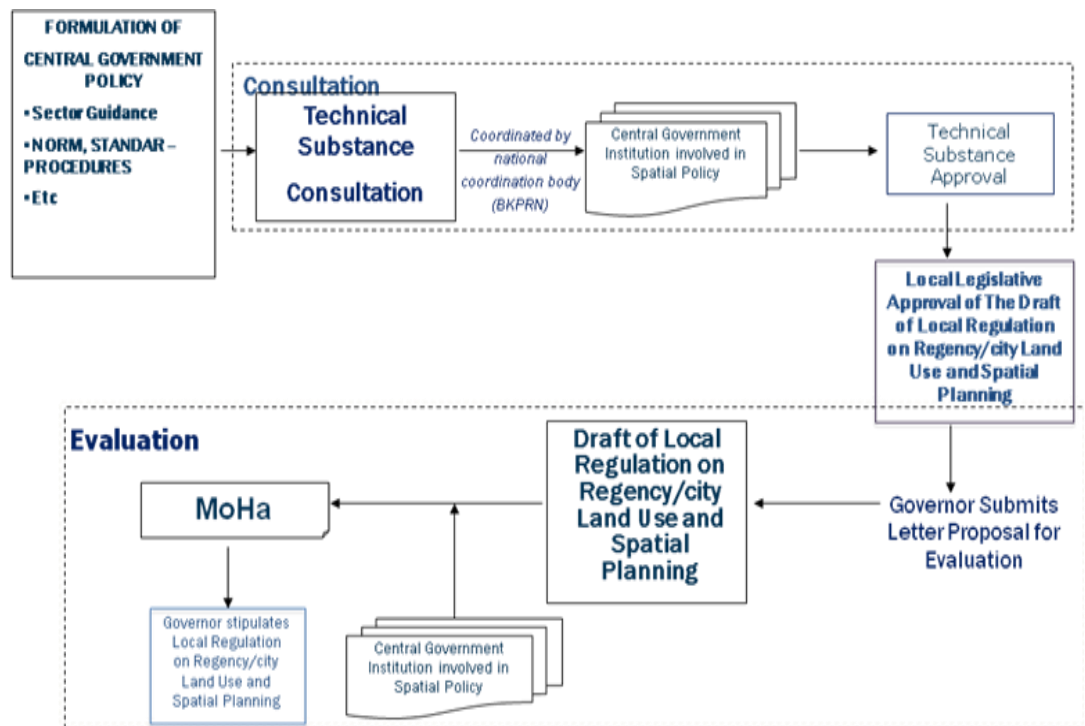 FORMULATION OF
CENTRAL GOVERNMENT
POLICY
▪Sector Guidance
▪NORM, STANDAR –
PROCEDURES
▪Etc
Consultation
Technical
Substance
Consultation
Coordinated by
national
coordination body
(BKPRN)
Central Government
Institution involved in
Spatial Policy
Technical
Substance
Approval
Local Legislative
Approval of The Draft
of Local Regulation
on Regency/city Land
Use and Spatial
Planning
Governor Submits
Letter Proposal for
Evaluation
Evaluation
Draft of Local
Regulation on
Regency/city
Land Use and
Spatial
Planning
MoHa
Governor stipulates
Local Regulation
on Regency/city
Land Use and
Spatial Planning
Central Government
Institution involved in
Spatial Policy